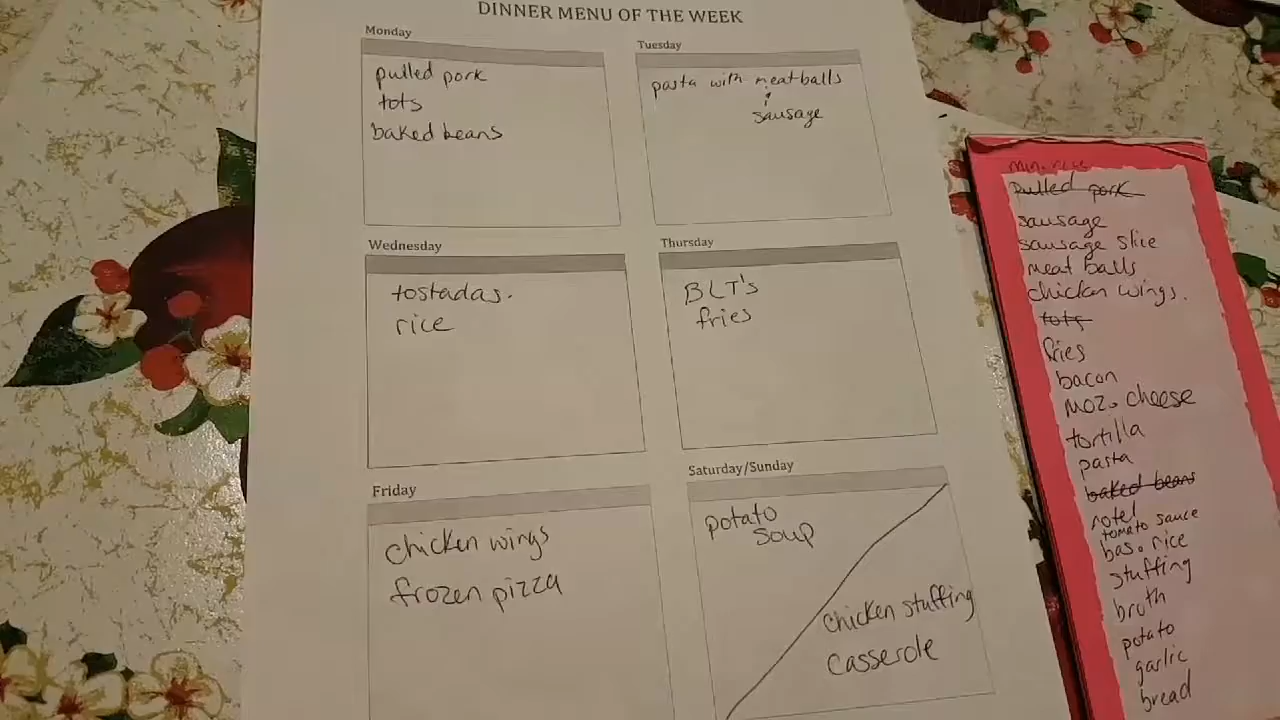 DINNER MENU OF THE WEEK
Monday
pulled pork
tots
baked beans
Tuesday
pasta with meatballs
&
sausage
Wednesday
tostadas.
rice
Thursday
BLT's
fries
Friday
chicken wings
frozen pizza
Saturday/Sunday
potato
soup
chicken stuffing
casserole
min. rice
pulled pork
sausage
sausage slice
meat balls
chicken wings.
tots
fries
bacon
moz. cheese
tortilla
pasta
baked beans
rotel
tomato sauce
bas. rice
stuffing
broth
potato
garlic
bread